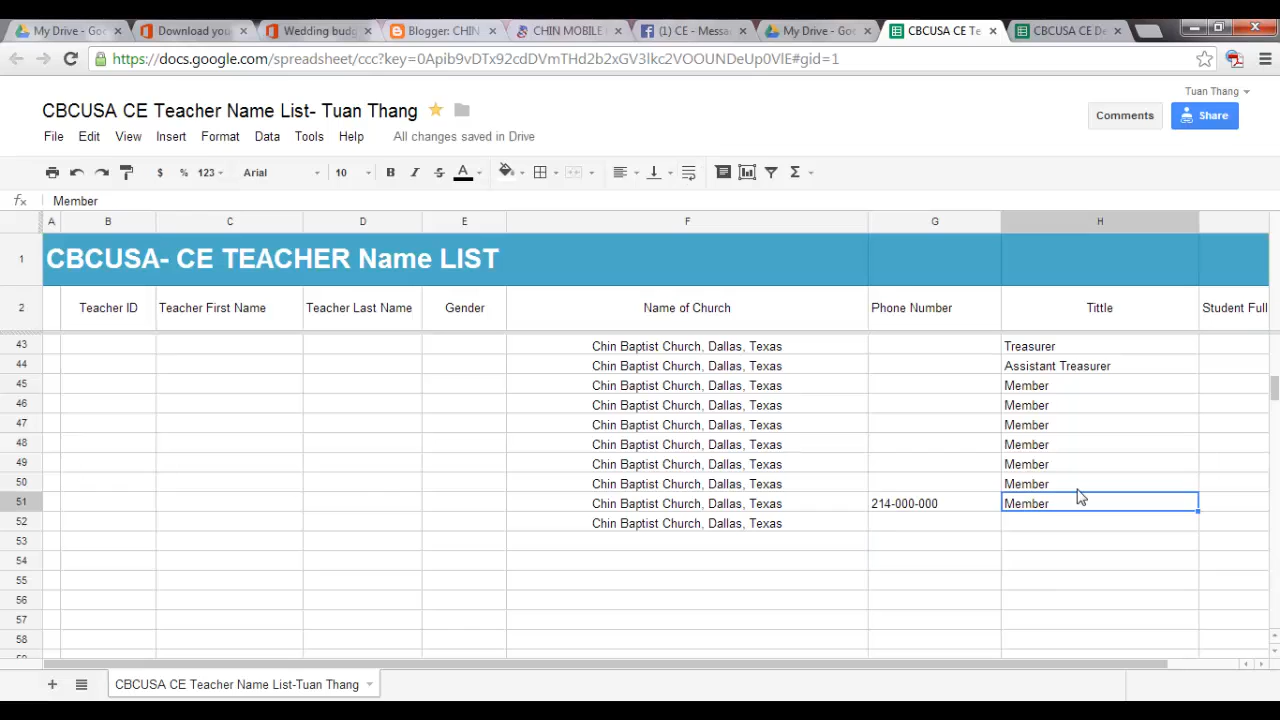 My Drive - Goo
Download you
Wedding budg
Blogger: CHIN
CHIN MOBILE
(1) CE - Messa
My Drive - Goo
CBCUSA CE Te
CBCUSA CE De
https://docs.google.com/spreadsheet/ccc?key=0Apib9vDTx92cdDVmTHd2b2xGV3lkc2VOOUNDeUp0VlE#gid=1
Tuan Thang
CBCUSA CE Teacher Name List- Tuan Thang
Comments
Share
File Edit View Insert Format Data Tools Help All changes saved in Drive
$ % 123 Arial 10 B I S A Σ
fx Member
A B C D E F G H
1 CBCUSA- CE TEACHER Name LIST
2 Teacher ID Teacher First Name Teacher Last Name Gender Name of Church Phone Number Tittle Student Full
43 Chin Baptist Church, Dallas, Texas Treasurer
44 Chin Baptist Church, Dallas, Texas Assistant Treasurer
45 Chin Baptist Church, Dallas, Texas Member
46 Chin Baptist Church, Dallas, Texas Member
47 Chin Baptist Church, Dallas, Texas Member
48 Chin Baptist Church, Dallas, Texas Member
49 Chin Baptist Church, Dallas, Texas Member
50 Chin Baptist Church, Dallas, Texas Member
51 Chin Baptist Church, Dallas, Texas 214-000-000 Member
52 Chin Baptist Church, Dallas, Texas
53
54
55
56
57
58
CBCUSA CE Teacher Name List-Tuan Thang